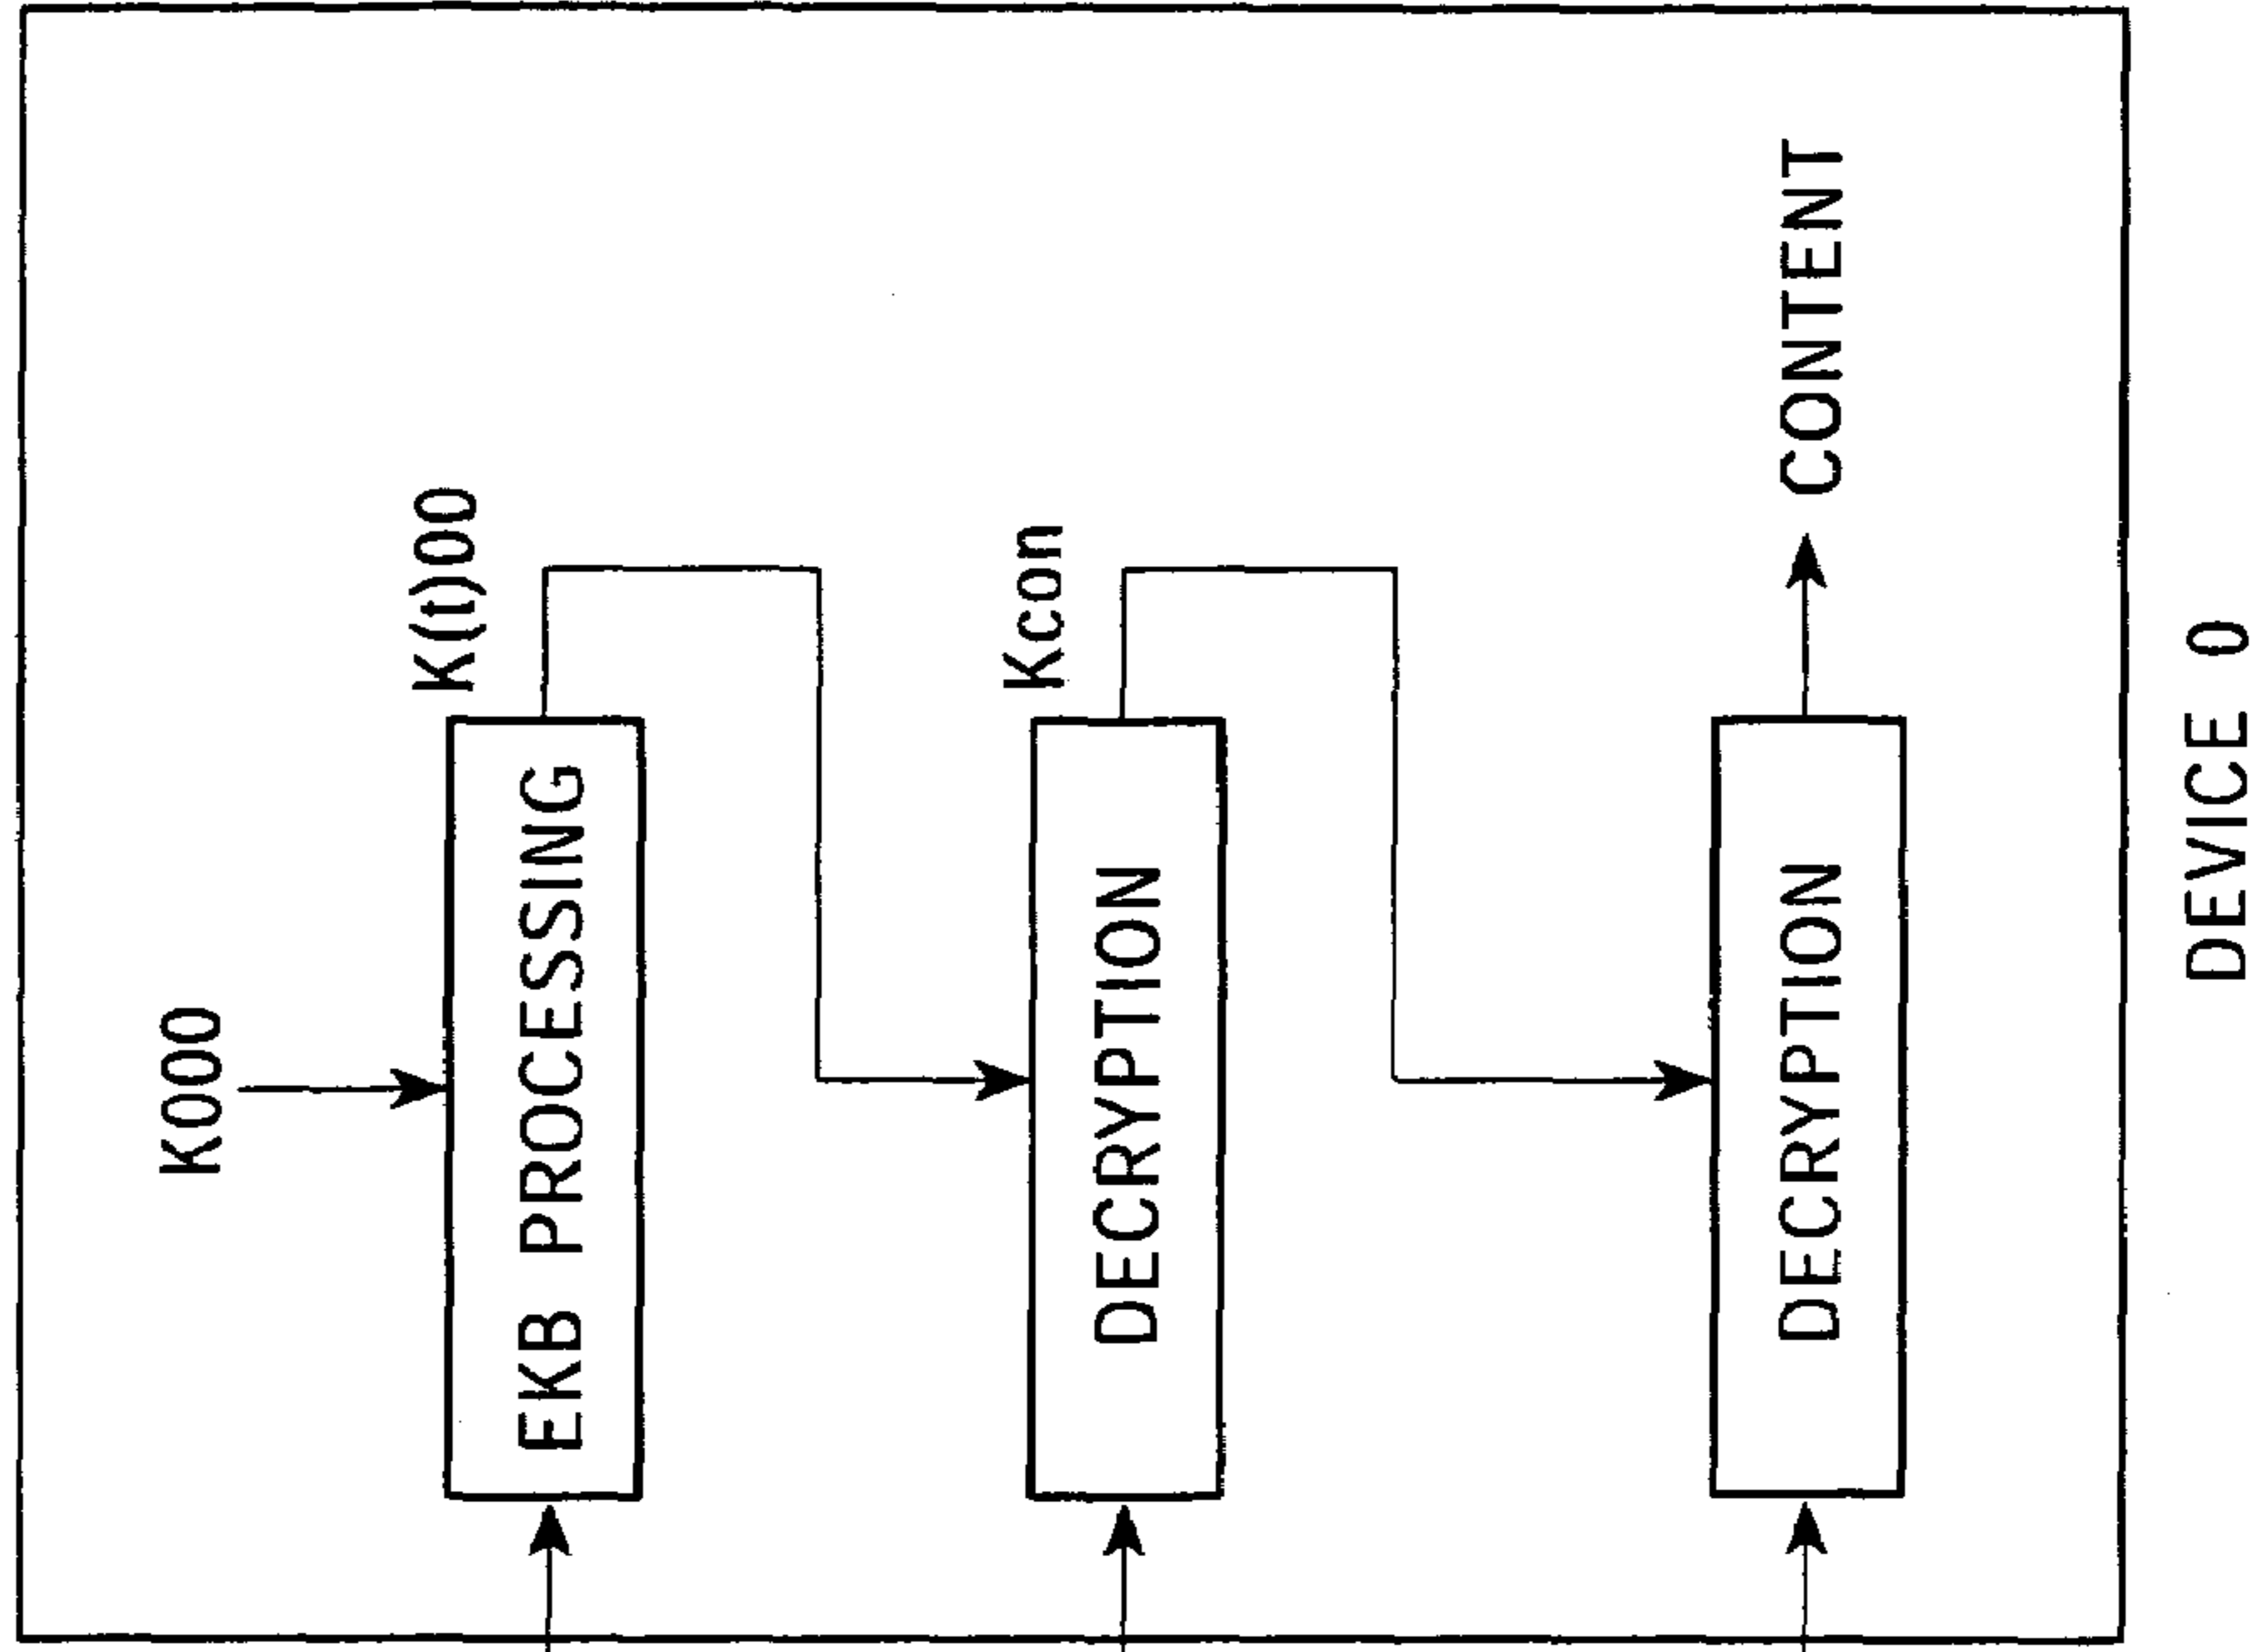 K000
K(t)00
EKB PROCESSING
Kcon
DECRYPTION
CONTENT
DECRYPTION
DEVICE 0